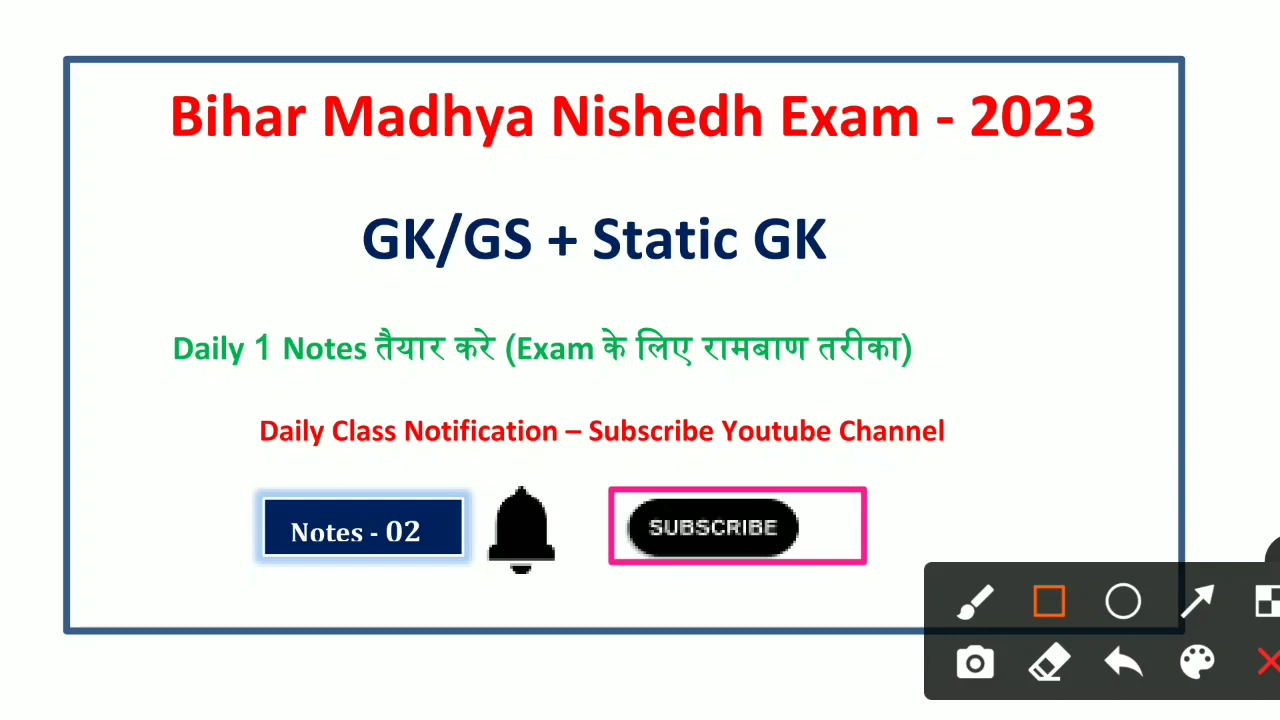 Bihar Madhya Nishedh Exam - 2023
GK/GS + Static GK
Daily 1 Notes तैयार करे (Exam के लिए रामबाण तरीका)
Daily Class Notification – Subscribe Youtube Channel
Notes - 02
SUBSCRIBE